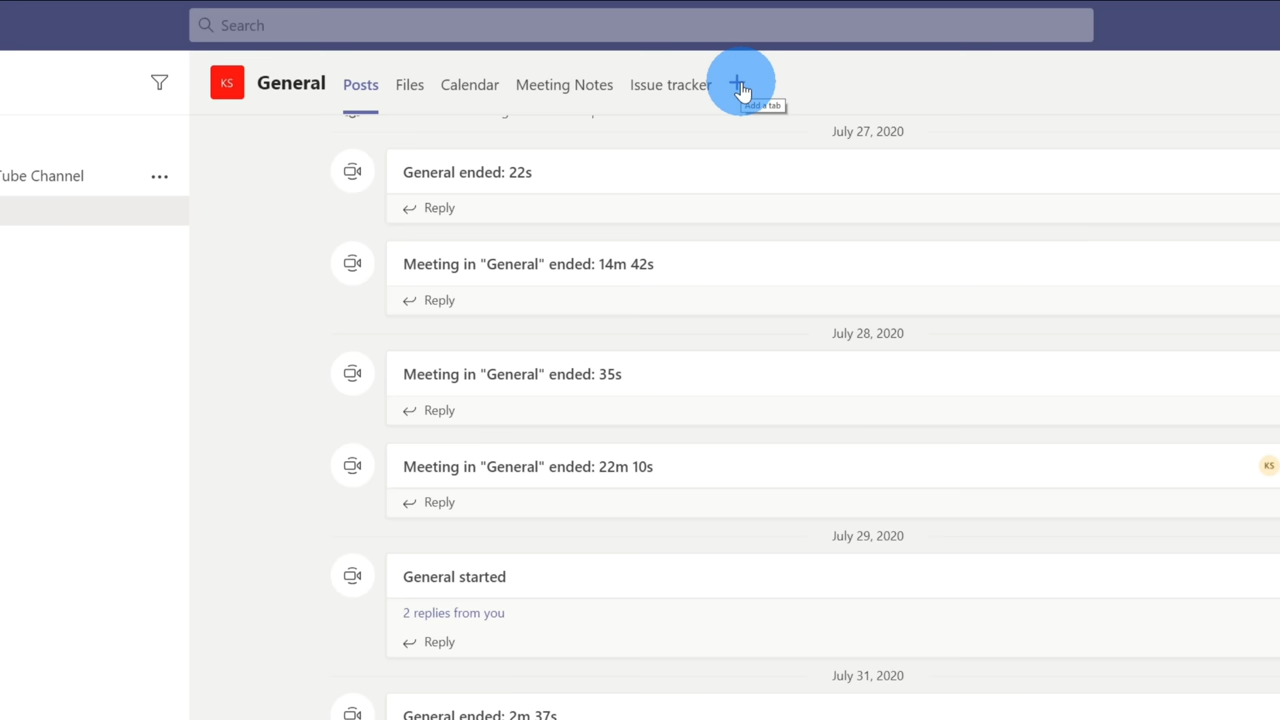 Search
KS General Posts Files Calendar Meeting Notes Issue tracker +
Add a tab
July 27, 2020
General ended: 22s
Tube Channel ...
Reply
Meeting in "General" ended: 14m 42s
Reply
July 28, 2020
Meeting in "General" ended: 35s
Reply
Meeting in "General" ended: 22m 10s
KS
Reply
July 29, 2020
General started
2 replies from you
Reply
July 31, 2020
General ended: 2m 37s